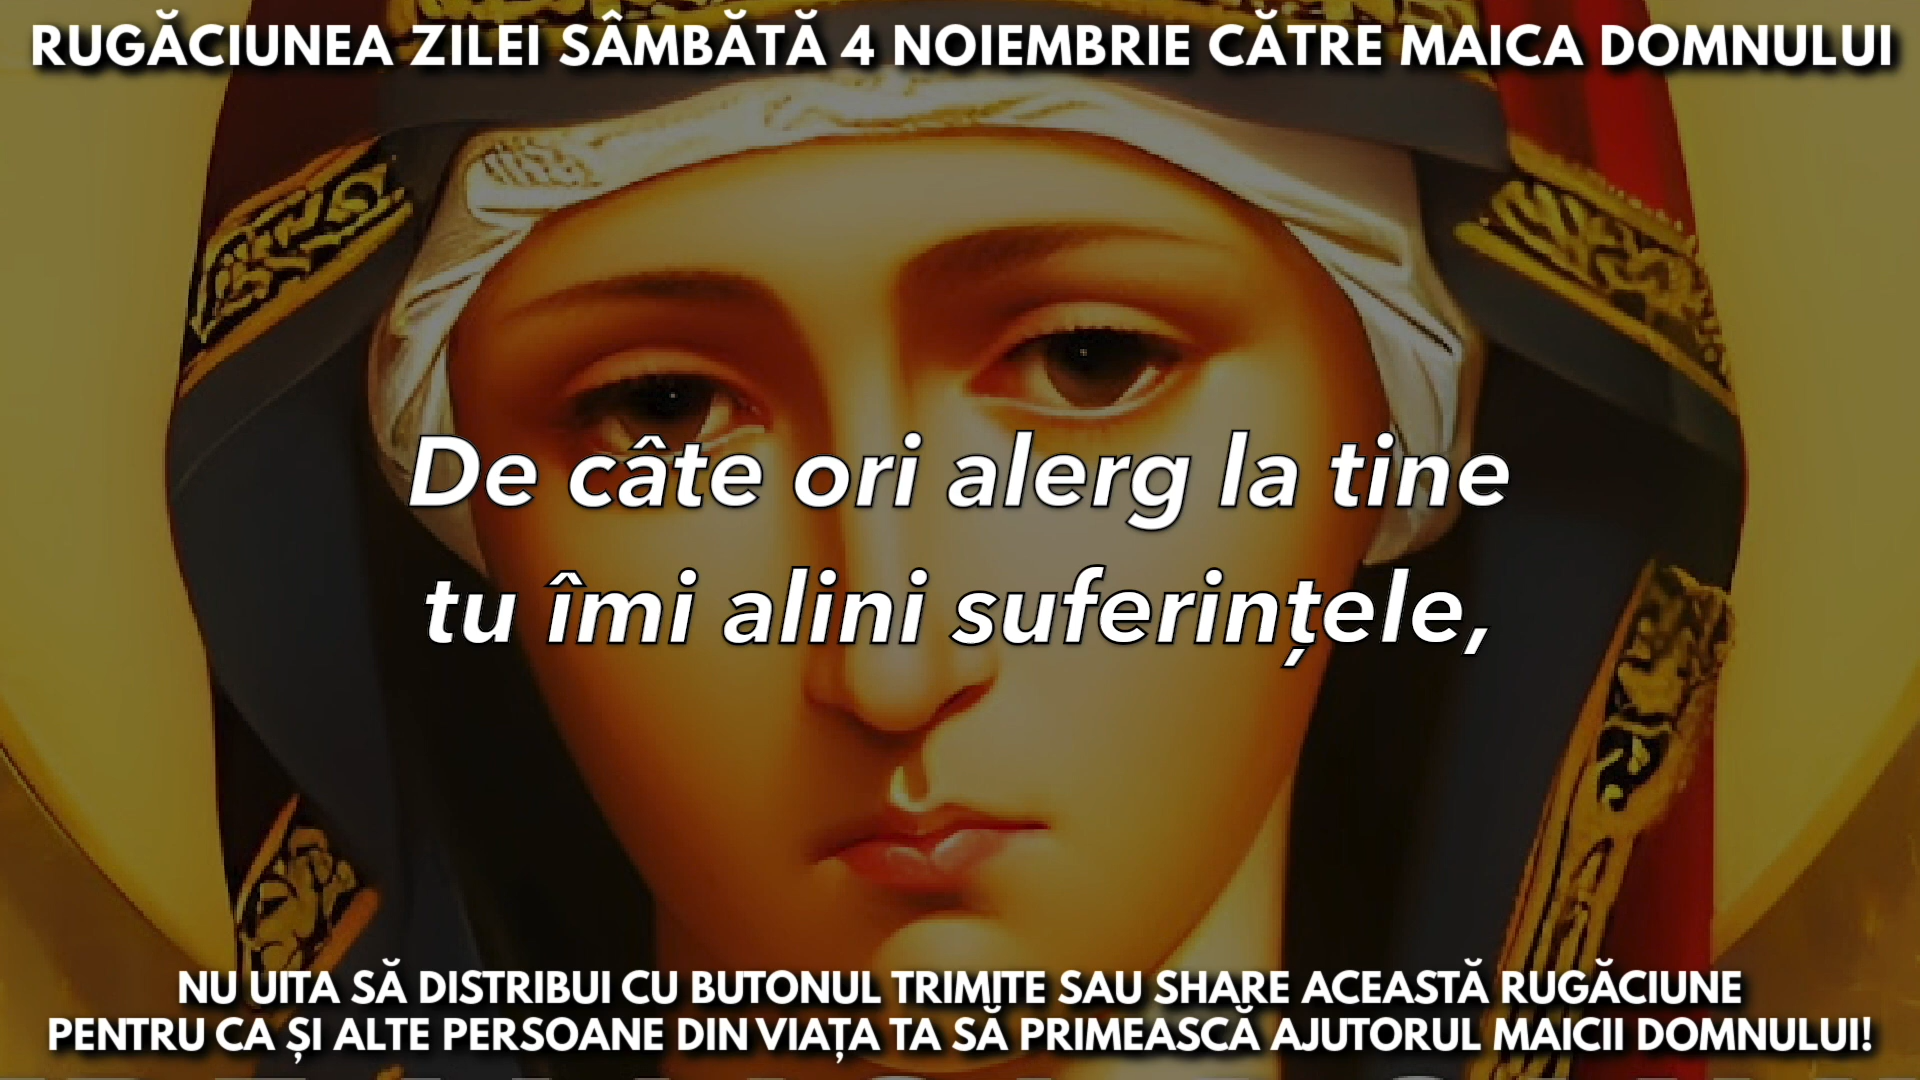 RUGĂCIUNEA ZILEI SÂMBĂTĂ 4 NOIEMBRIE CĂTRE MAICA DOMNULUI
De câte ori alerg la tine
tu îmi alini suferințele,
NU UITA SĂ DISTRIBUI CU BUTONUL TRIMITE SAU SHARE ACEASTĂ RUGĂCIUNE
PENTRU CA ȘI ALTE PERSOANE DIN VIAȚA TA SĂ PRIMEASCĂ AJUTORUL MAICII DOMNULUI!